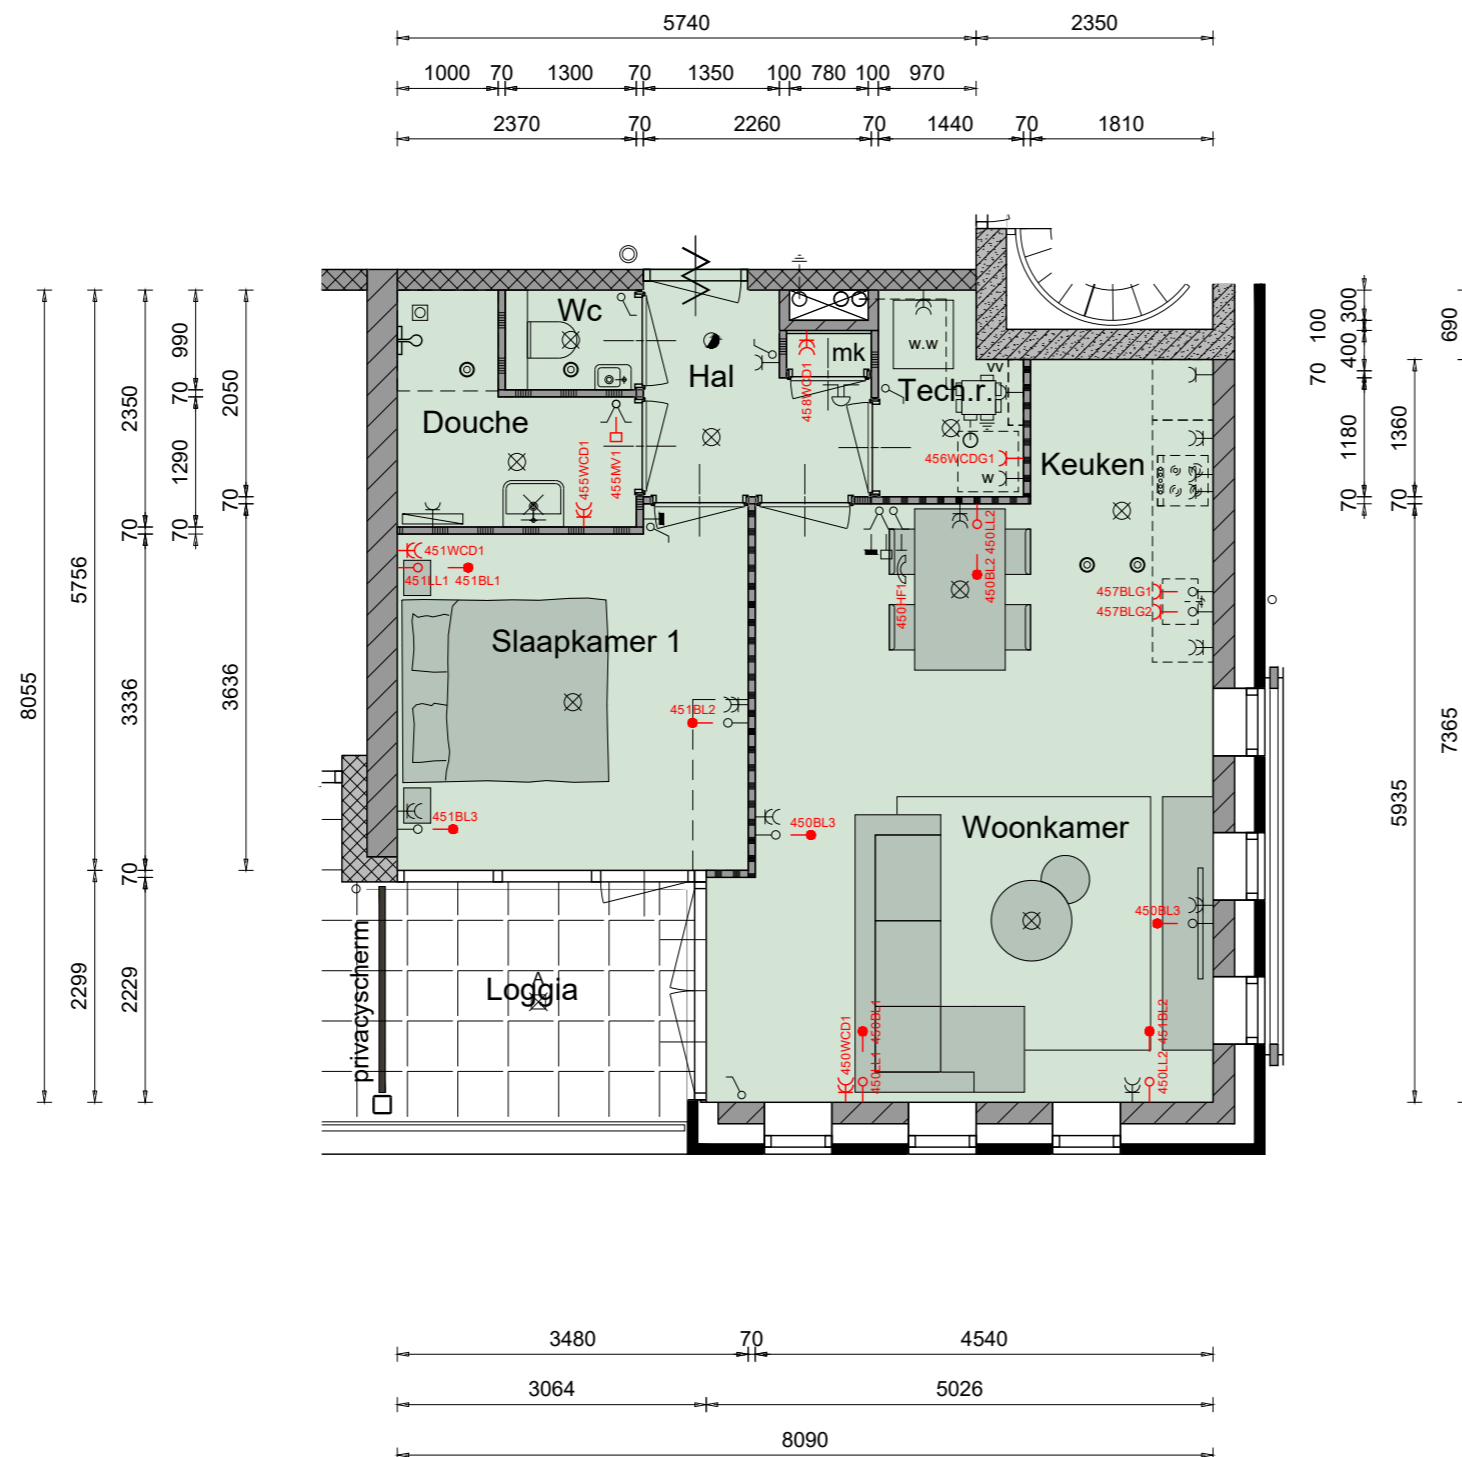 5740 2350
1000 70 1300 70 1350 100 780 100 970
2370 70 2260 70 1440 70 1810
8055
5756
2299
2350
70
3336
70
2229
990
70
1290
70
2050
70
3636
Wc
Hal
mk
w.w
vv
Tech.r.
Douche
Keuken
w
455WCD1
455MV1
458WCD1
456WCDG1
451WCD1
451LL1 451BL1
450HF1
450BL2 450LL2
457BLG1
457BLG2
Slaapkamer 1
451BL2
451BL3
450BL3
Woonkamer
450BL3
privacyscherm
A
Loggia
450WCD1
450LL1 450BL1
450LL2 451BL2
300
100
400
70
1180
70
1360
70
5935
690
7365
3480 70 4540
3064 5026
8090